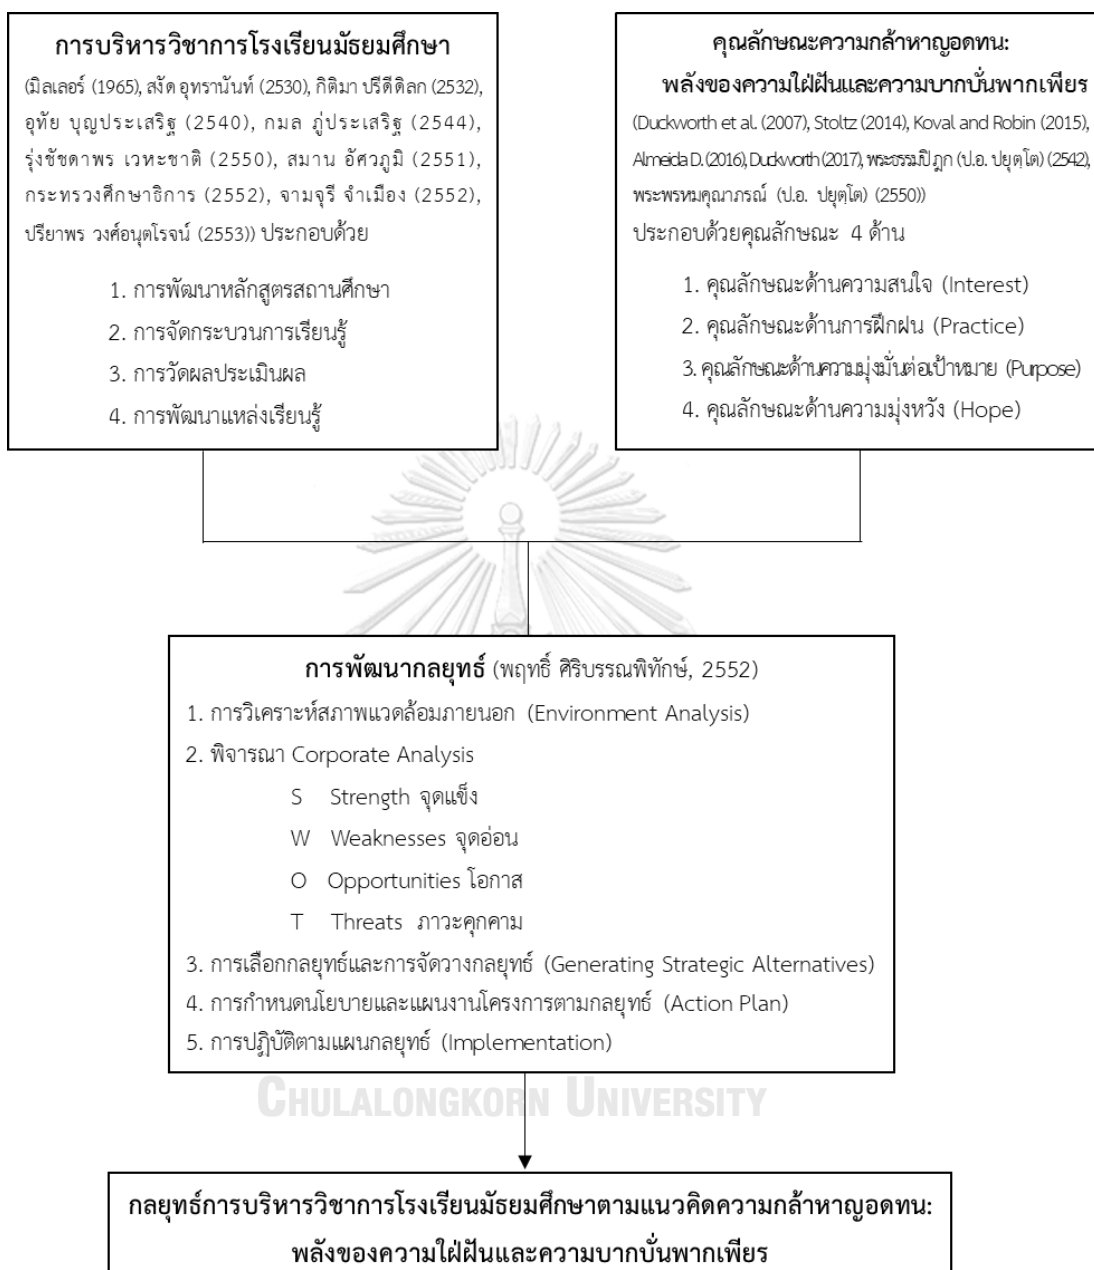 การบริหารวิชาการโรงเรียนมัธยมศึกษา
(มิลเลอร์ (1965), สงัด อุทรานันท์ (2530), กิติมา ปรีดีดิลก (2532),
อุทัย บุญประเสริฐ (2540), กมล ภู่ประเสริฐ (2544),
รุ่งชัชดาพร เวหะชาติ (2550), สมาน อัศวภูมิ (2551),
กระทรวงศึกษาธิการ (2552), จามจุรี จำเมือง (2552),
ปรียาพร วงศ์อนุตโรจน์ (2553)) ประกอบด้วย
1. การพัฒนาหลักสูตรสถานศึกษา
2. การจัดกระบวนการเรียนรู้
3. การวัดผลประเมินผล
4. การพัฒนาแหล่งเรียนรู้
คุณลักษณะความกล้าหาญอดทน:
พลังของความใฝ่ฝันและความบากบั่นพากเพียร
(Duckworth et al. (2007), Stoltz (2014), Koval and Robin (2015),
Almeida D. (2016), Duckworth (2017), พระธรรมปิฎก (ป.อ. ปยุตฺโต) (2542),
พระพรหมคุณาภรณ์ (ป.อ. ปยุตฺโต) (2550))
ประกอบด้วยคุณลักษณะ 4 ด้าน
1. คุณลักษณะด้านความสนใจ (Interest)
2. คุณลักษณะด้านการฝึกฝน (Practice)
3. คุณลักษณะด้านความมุ่งมั่นต่อเป้าหมาย (Purpose)
4. คุณลักษณะด้านความมุ่งหวัง (Hope)
การพัฒนากลยุทธ์ (พฤทธิ์ ศิริบรรณพิทักษ์, 2552)
1. การวิเคราะห์สภาพแวดล้อมภายนอก (Environment Analysis)
2. พิจารณา Corporate Analysis
S Strength จุดแข็ง
W Weaknesses จุดอ่อน
O Opportunities โอกาส
T Threats ภาวะคุกคาม
3. การเลือกกลยุทธ์และการจัดวางกลยุทธ์ (Generating Strategic Alternatives)
4. การกำหนดนโยบายและแผนงานโครงการตามกลยุทธ์ (Action Plan)
5. การปฏิบัติตามแผนกลยุทธ์ (Implementation)
CHULALONGKORN UNIVERSITY
กลยุทธ์การบริหารวิชาการโรงเรียนมัธยมศึกษาตามแนวคิดความกล้าหาญอดทน:
พลังของความใฝ่ฝันและความบากบั่นพากเพียร